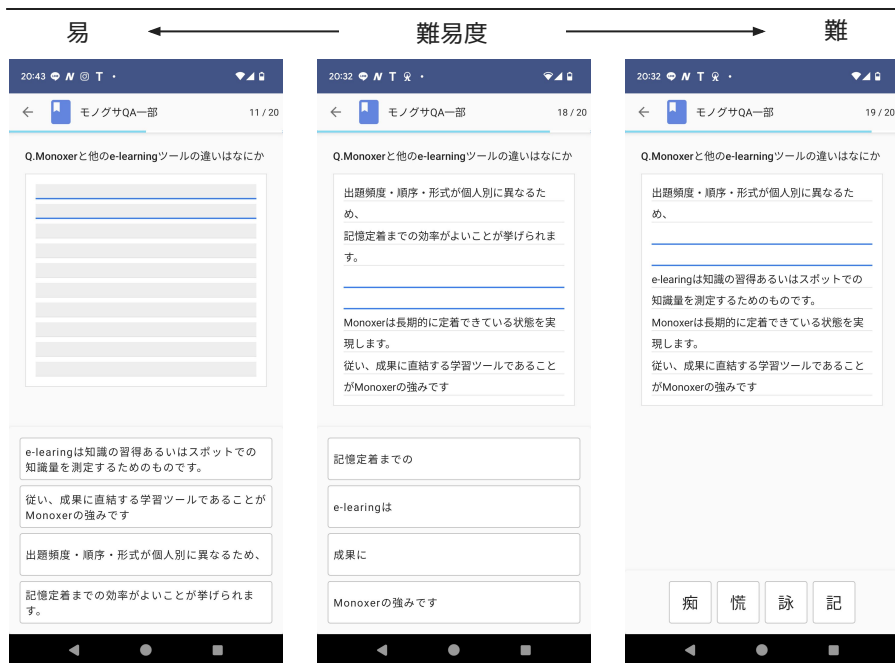 易 難易度 難
20:43 N T
モノグサQA一部 11 / 20
Q.Monoxerと他のe-learningツールの違いはなにか
e-learingは知識の習得あるいはスポットでの
知識量を測定するためのものです。
従い、成果に直結する学習ツールであることが
Monoxerの強みです
出題頻度・順序・形式が個人別に異なるため、
記憶定着までの効率がよいことが挙げられま
す。
20:32 N T
モノグサQA一部 18 / 20
Q.Monoxerと他のe-learningツールの違いはなにか
出題頻度・順序・形式が個人別に異なるた
め、
記憶定着までの効率がよいことが挙げられま
す。
Monoxerは長期的に定着できている状態を実
現します。
従い、成果に直結する学習ツールであること
がMonoxerの強みです
記憶定着までの
e-learingは
成果に
Monoxerの強みです
20:32 N T
モノグサQA一部 19 / 20
Q.Monoxerと他のe-learningツールの違いはなにか
出題頻度・順序・形式が個人別に異なるた
め、
e-learingは知識の習得あるいはスポットでの
知識量を測定するためのものです。
Monoxerは長期的に定着できている状態を実
現します。
従い、成果に直結する学習ツールであること
がMonoxerの強みです
痴 慌 詠 記